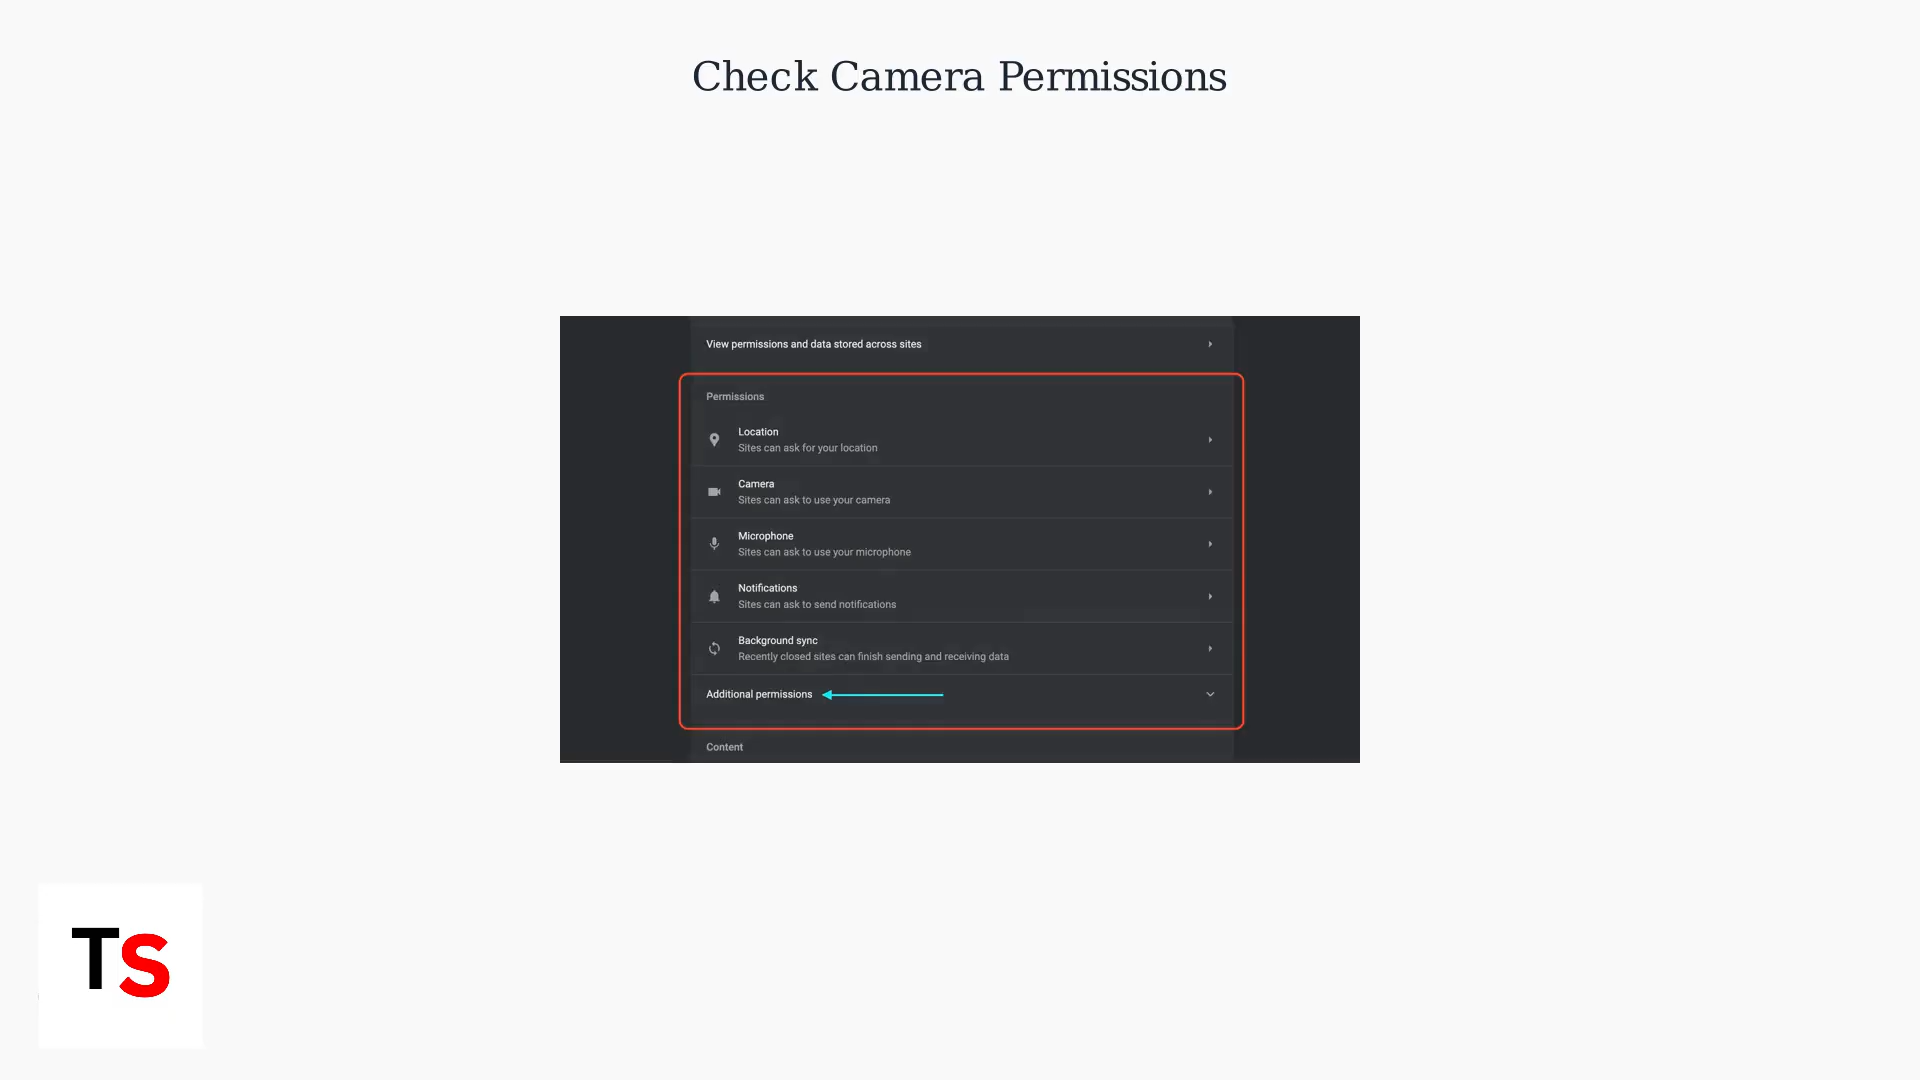 Check Camera Permissions
View permissions and data stored across sites
Permissions
Location
Sites can ask for your location
Camera
Sites can ask to use your camera
Microphone
Sites can ask to use your microphone
Notifications
Sites can ask to send notifications
Background sync
Recently closed sites can finish sending and receiving data
Additional permissions
Content
TS